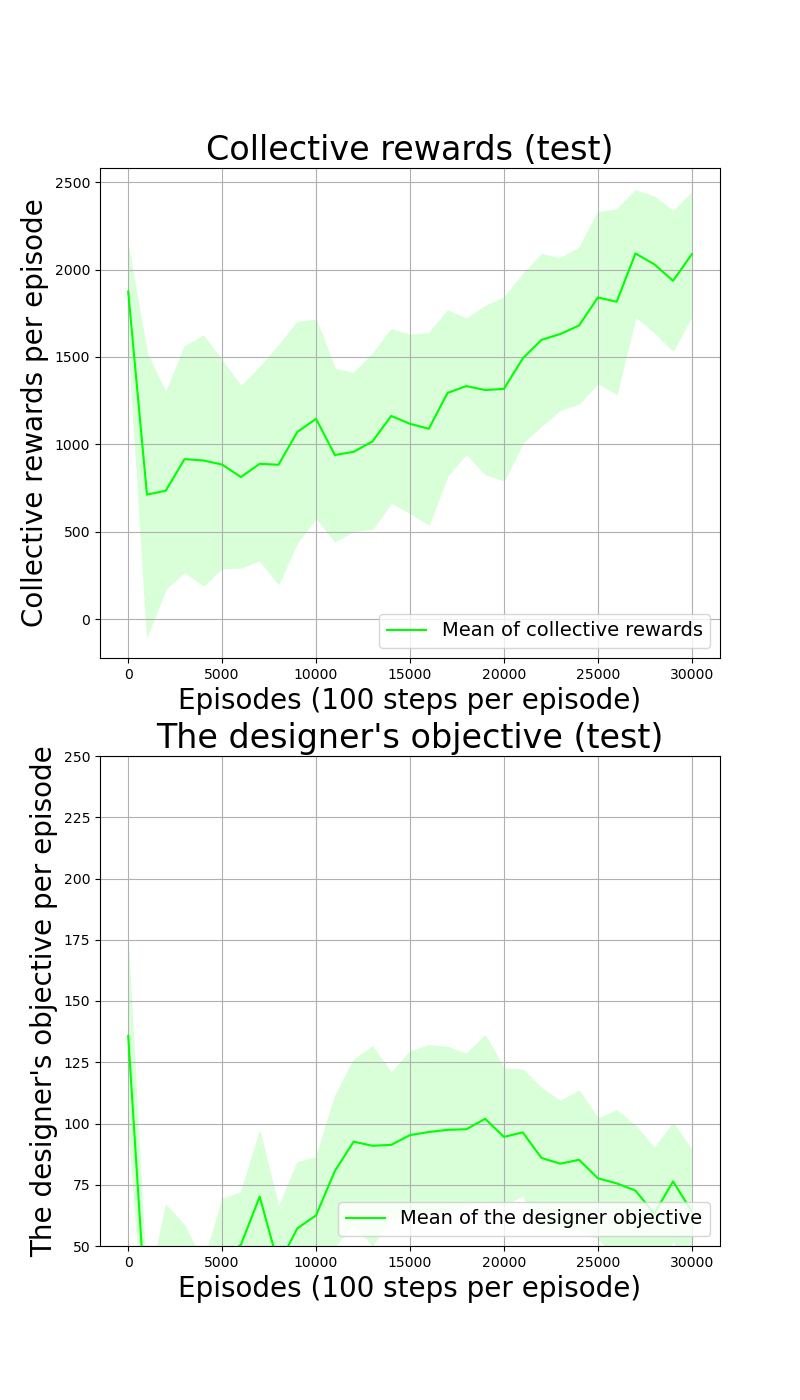 Collective rewards (test)
Collective rewards per episode
2500
2000
1500
1000
500
0
Mean of collective rewards
0 5000 10000 15000 20000 25000 30000
Episodes (100 steps per episode)
The designer's objective (test)
The designer's objective per episode
250
225
200
175
150
125
100
75
50
Mean of the designer objective
0 5000 10000 15000 20000 25000 30000
Episodes (100 steps per episode)